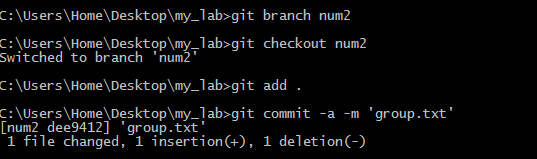 C:\Users\Home\Desktop\my_lab>git branch num2
C:\Users\Home\Desktop\my_lab>git checkout num2
Switched to branch 'num2'
C:\Users\Home\Desktop\my_lab>git add .
C:\Users\Home\Desktop\my_lab>git commit -a -m 'group.txt'
[num2 dee9412] 'group.txt'
1 file changed, 1 insertion(+), 1 deletion(-)